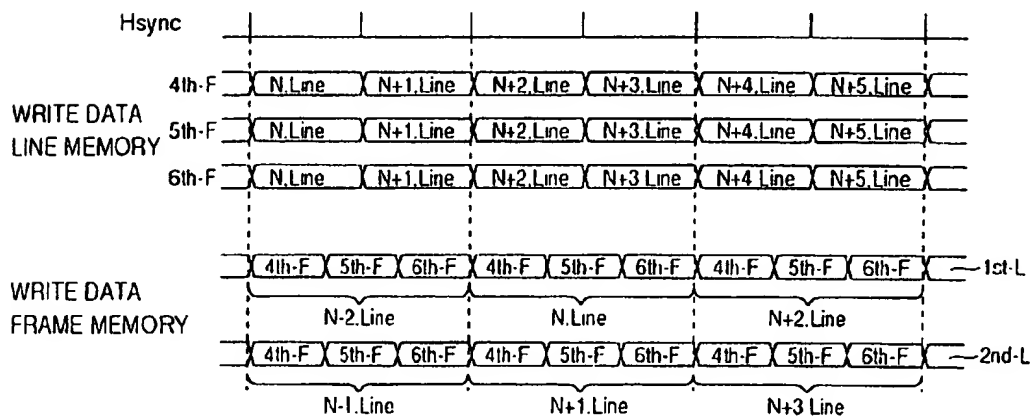 Hsync
4th-F N.Line N+1.Line N+2.Line N+3.Line N+4.Line N+5.Line
WRITE DATA
LINE MEMORY
5th-F N.Line N+1.Line N+2.Line N+3.Line N+4.Line N+5.Line
6th-F N.Line N+1.Line N+2.Line N+3 Line N+4 Line N+5.Line
4th-F 5th-F 6th-F 4th-F 5th-F 6th-F 4th-F 5th-F 6th-F 1st-L
WRITE DATA
FRAME MEMORY
N-2.Line N.Line N+2.Line
4th-F 5th-F 6th-F 4th-F 5th-F 6th-F 4th-F 5th-F 6th-F 2nd-L
N-1.Line N+1.Line N+3 Line